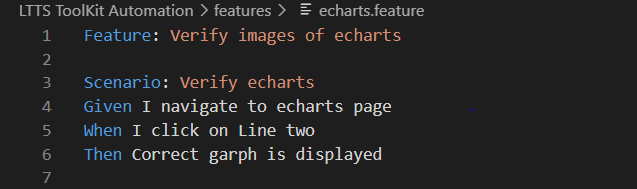 LTTS ToolKit Automation > features > echarts.feature
1 Feature: Verify images of echarts
2
3 Scenario: Verify echarts
4 Given I navigate to echarts page
5 When I click on Line two
6 Then Correct garph is displayed
7